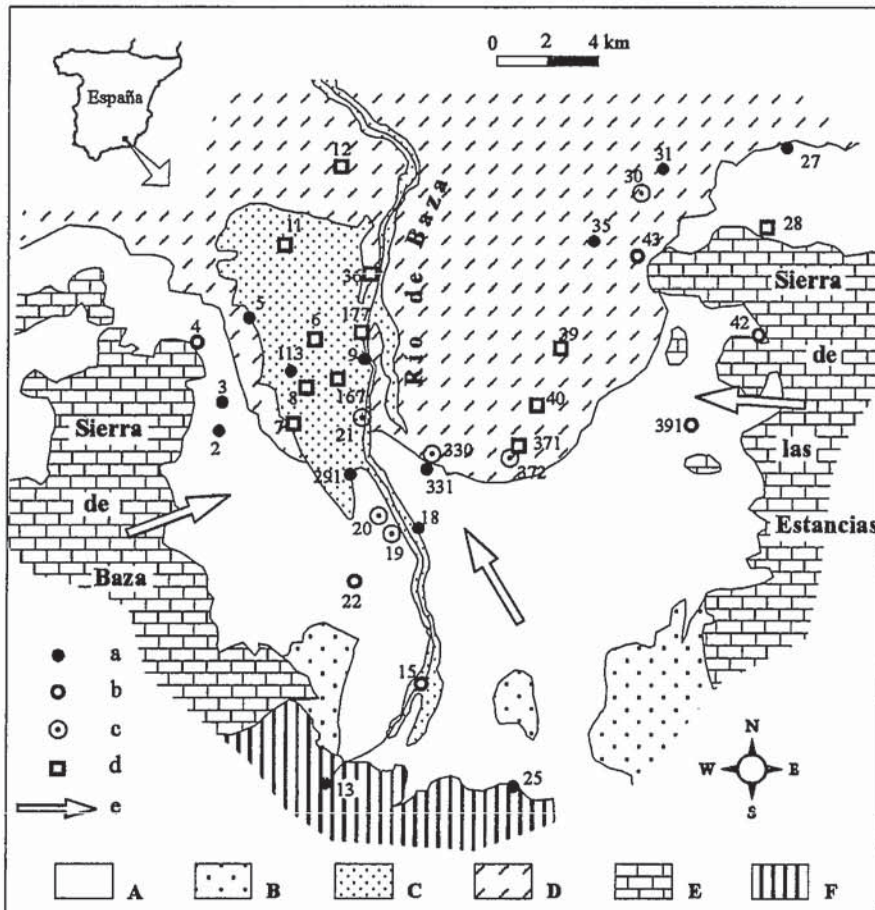 0 2 4 km
España
12
31
27
30
11
35
28
43
Sierra
36
Río de Baza
5
177
4
6
39
42
de
9
113
3
8
167
40
Sierra
7
21
391
2
371
las
330
372
291
331
de
20
18
Estancias
19
Baza
22
a
15
b
c
N
W E
S
d
13
25
e
A B C D E F